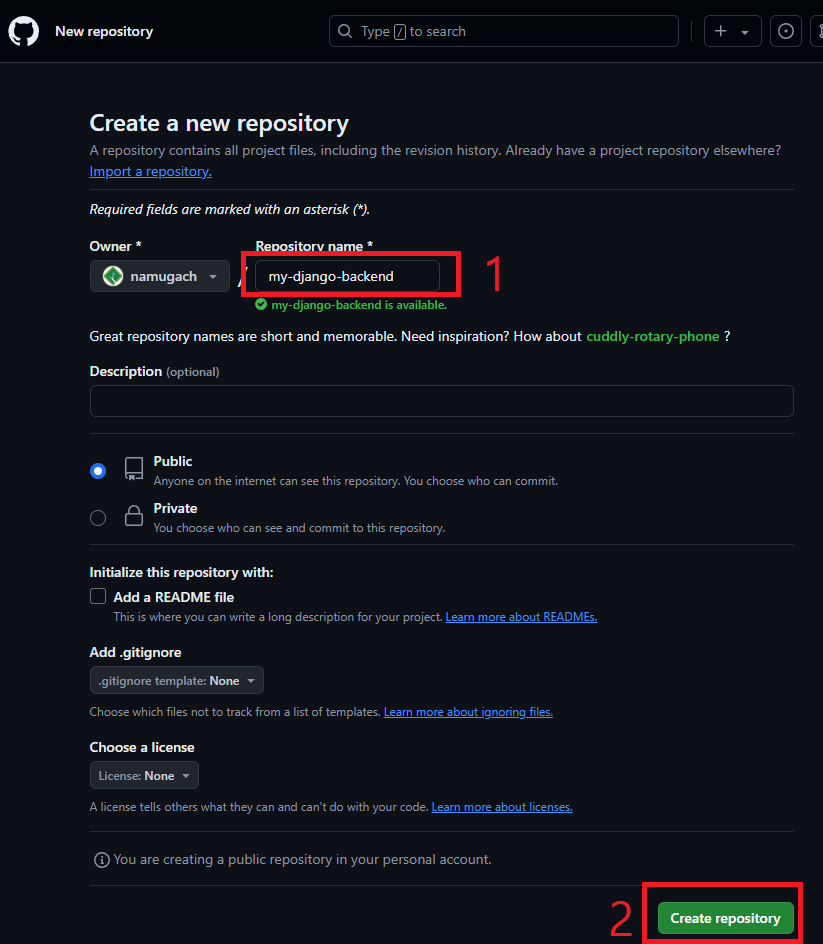 New repository
Type / to search
Create a new repository
A repository contains all project files, including the revision history. Already have a project repository elsewhere?
Import a repository.
Required fields are marked with an asterisk (*).
Owner * Repository name *
namugach / my-django-backend 1
my-django-backend is available.
Great repository names are short and memorable. Need inspiration? How about cuddly-rotary-phone ?
Description (optional)
Public
Anyone on the internet can see this repository. You choose who can commit.
Private
You choose who can see and commit to this repository.
Initialize this repository with:
Add a README file
This is where you can write a long description for your project. Learn more about READMEs.
Add .gitignore
.gitignore template: None
Choose which files not to track from a list of templates. Learn more about ignoring files.
Choose a license
License: None
A license tells others what they can and can't do with your code. Learn more about licenses.
You are creating a public repository in your personal account.
2 Create repository